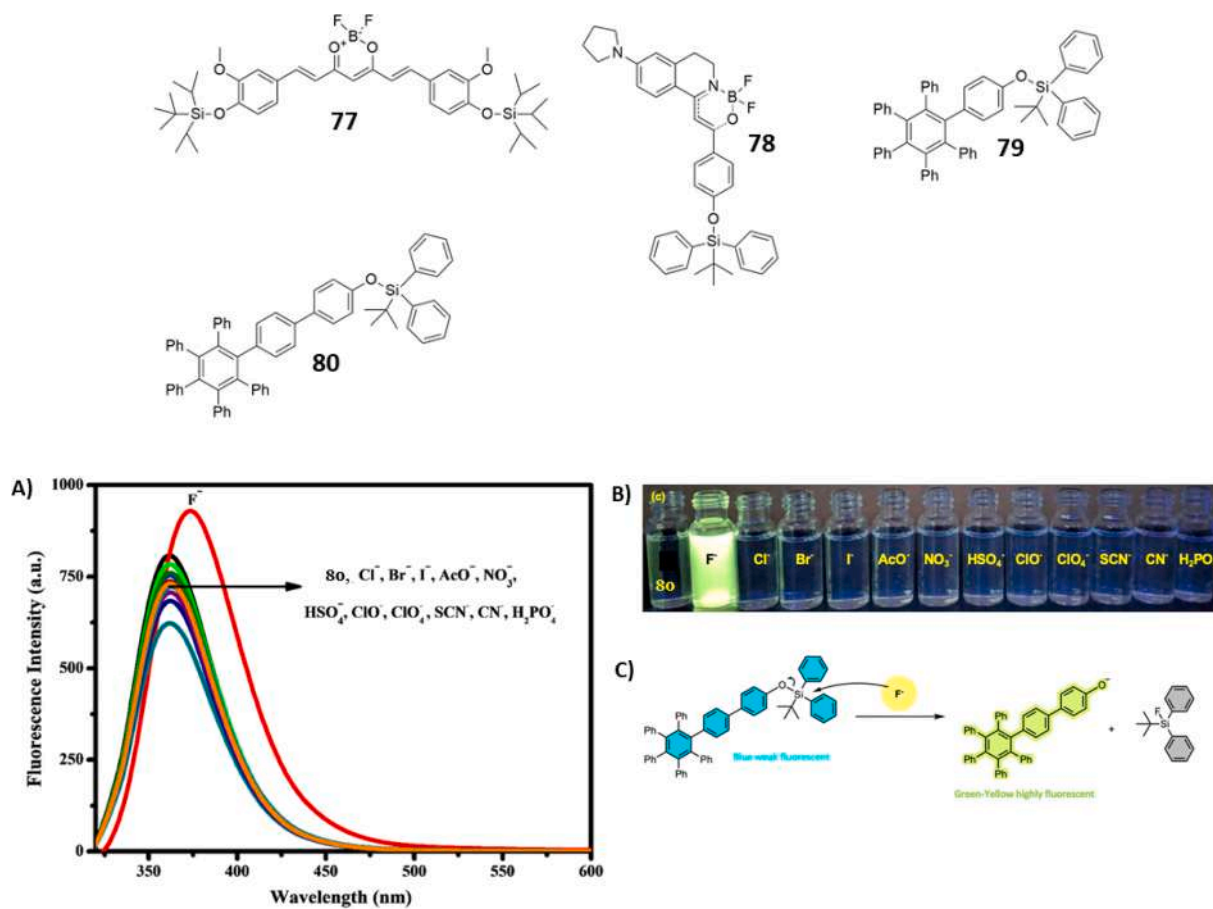 F F
B-
O+ O
O O
Si O O Si
77
N
N B F
F
O
78
O
Si
O
Si
Ph
Ph
Ph
Ph
Ph
79
O
Si
Ph
Ph
Ph
Ph
Ph
80
A)
1000
750
500
250
0
350 400 450 500 550 600
Fluorescence Intensity (a.u.)
Wavelength (nm)
F⁻
80, Cl⁻, Br⁻, I⁻, AcO⁻, NO₃⁻,
HSO₄⁻, ClO⁻, ClO₄⁻, SCN⁻, CN⁻, H₂PO₄⁻
B)
(c)
80 F⁻ Cl⁻ Br⁻ I⁻ AcO⁻ NO₃⁻ HSO₄⁻ ClO⁻ ClO₄⁻ SCN⁻ CN⁻ H₂PO
C)
O
Si
Ph
Ph
Ph
Ph
Ph
Blue-weak fluorescent
F⁻
O⁻
Ph
Ph
Ph
Ph
Ph
Green-Yellow highly fluorescent
+
F
Si